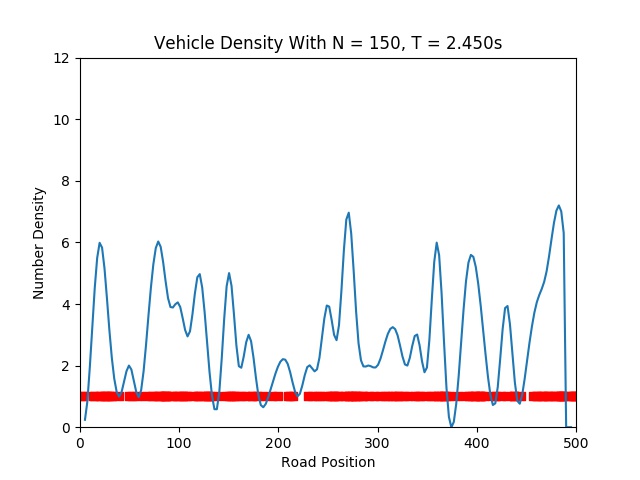 Vehicle Density With N = 150, T = 2.450s
12
10
8
6
4
2
0
Number Density
0 100 200 300 400 500
Road Position